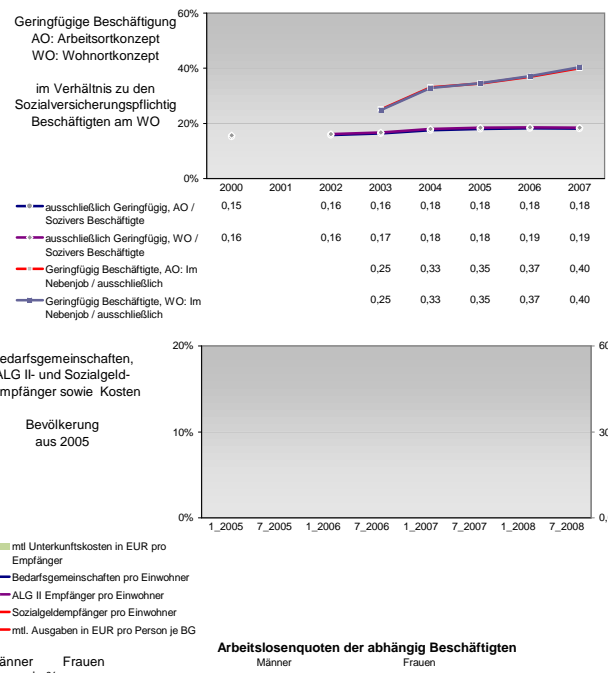 Geringfügige Beschäftigung
AO: Arbeitsortkonzept
WO: Wohnortkonzept
im Verhältnis zu den
Sozialversicherungspflichtig
Beschäftigten am WO
60%
40%
20%
0%
2000 2001 2002 2003 2004 2005 2006 2007
ausschließlich Geringfügig, AO / 0,15 0,16 0,16 0,18 0,18 0,18 0,18
Sozivers Beschäftigte
ausschließlich Geringfügig, WO / 0,16 0,16 0,17 0,18 0,18 0,19 0,19
Sozivers Beschäftigte
Geringfügig Beschäftigte, AO: Im 0,25 0,33 0,35 0,37 0,40
Nebenjob / ausschließlich
Geringfügig Beschäftigte, WO: Im 0,25 0,33 0,35 0,37 0,40
Nebenjob / ausschließlich
edarfsgemeinschaften,
ALG II- und Sozialgeld-
mpfänger sowie Kosten
Bevölkerung
aus 2005
20%
10%
0%
60
30
0,
1_2005 7_2005 1_2006 7_2006 1_2007 7_2007 1_2008 7_2008
mtl Unterkunftskosten in EUR pro
Empfänger
Bedarfsgemeinschaften pro Einwohner
ALG II Empfänger pro Einwohner
Sozialgeldempfänger pro Einwohner
mtl. Ausgaben in EUR pro Person je BG
Arbeitslosenquoten der abhängig Beschäftigten
änner Frauen Männer Frauen